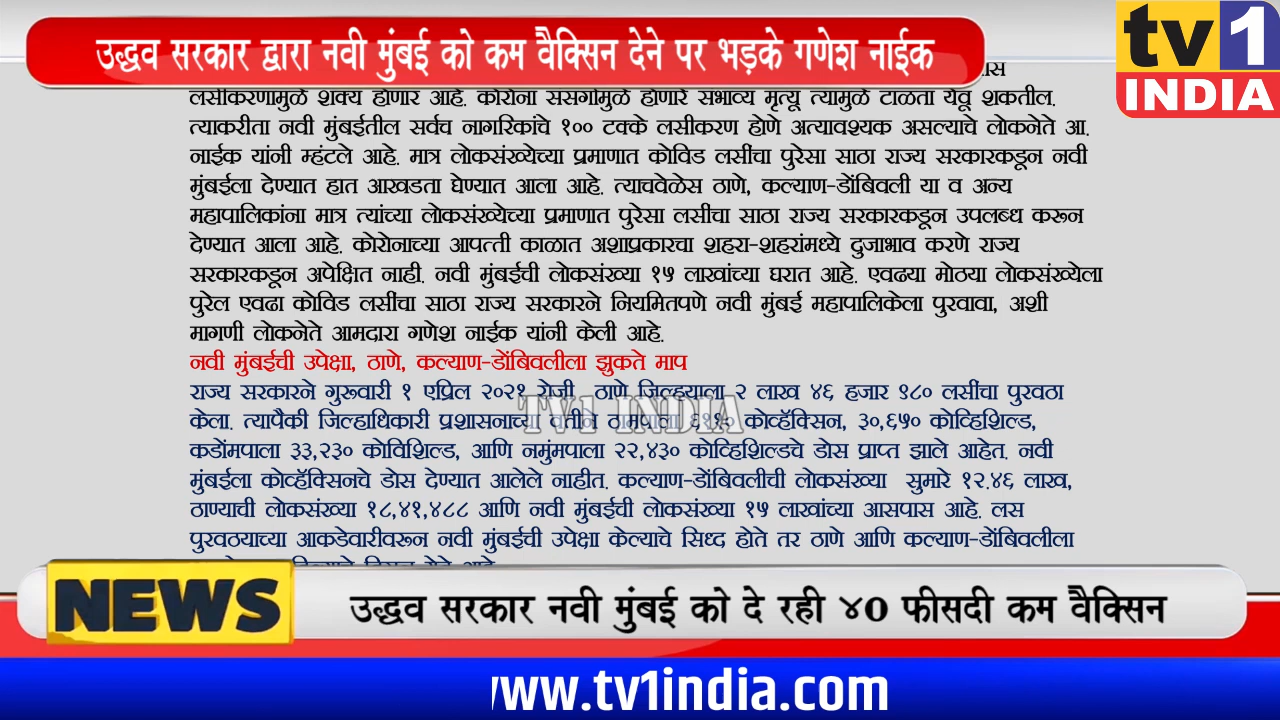 उद्धव सरकार द्वारा नवी मुंबई को कम वैक्सिन देने पर भड़के गणेश नाईक
tv1
INDIA
लसीकरणामुळे शक्य होणार आहे. कोरोना संसर्गामुळे होणारे संभाव्य मृत्यू त्यामुळे टाळता येवू शकतील.
त्याकरीता नवी मुंबईतील सर्वच नागरिकांचे १०० टक्के लसीकरण होणे अत्यावश्यक असल्याचे लोकनेते आ.
नाईक यांनी म्हंटले आहे. मात्र लोकसंख्येच्या प्रमाणात कोविड लसींचा पुरेसा साठा राज्य सरकारकडून नवी
मुंबईला देण्यात हात आखडता घेण्यात आला आहे. त्याचवेळेस ठाणे, कल्याण-डोंबिवली या व अन्य
महापालिकांना मात्र त्यांच्या लोकसंख्येच्या प्रमाणात पुरेसा लसीचा साठा राज्य सरकारकडून उपलब्ध करून
देण्यात आला आहे. कोरोनाच्या आपत्ती काळात अशाप्रकारचा शहरा-शहरांमध्ये दुजाभाव करणे राज्य
सरकारकडून अपेक्षित नाही. नवी मुंबईची लोकसंख्या १५ लाखांच्या घरात आहे. एवढ्या मोठ्या लोकसंख्येला
पुरेल एवढा कोविड लसींचा साठा राज्य सरकारने नियमितपणे नवी मुंबई महापालिकेला पुरवावा, अशी
मागणी लोकनेते आमदारा गणेश नाईक यांनी केली आहे.
नवी मुंबईची उपेक्षा, ठाणे, कल्याण-डोंबिवलीला झुकते माप
राज्य सरकारने गुरूवारी १ एप्रिल २०२१ रोजी ठाणे जिल्ह्याला २ लाख ४६ हजार ९८० लसींचा पुरवठा
केला. त्यापैकी जिल्हाधिकारी प्रशासनाच्या वतीने ठामपाला कोव्हॅक्सिन, ३०,६५० कोव्हिशिल्ड,
TV1 INDIA
कडोंमपाला ३३,२३० कोविशिल्ड, आणि नमुंमपाला २२,४३० कोव्हिशिल्डचे डोस प्राप्त झाले आहेत. नवी
मुंबईला कोव्हॅक्सिनचे डोस देण्यात आलेले नाहीत. कल्याण-डोंबिवलीची लोकसंख्या सुमारे १२.४६ लाख,
ठाण्याची लोकसंख्या १८,४१,४८८ आणि नवी मुंबईची लोकसंख्या १५ लाखांच्या आसपास आहे. लस
पुरवठयाच्या आकडेवारीवरून नवी मुंबईची उपेक्षा केल्याचे सिध्द होते तर ठाणे आणि कल्याण-डोंबिवलीला
NEWS
उद्धव सरकार नवी मुंबई को दे रही ४0 फीसदी कम वैक्सिन
www.tv1india.com